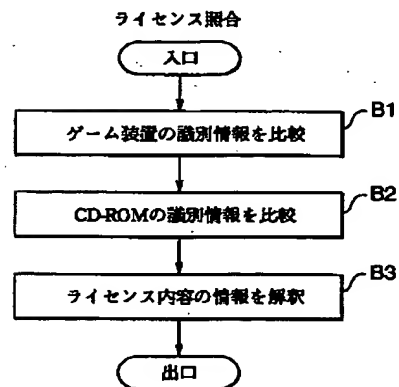 ライセンス照合
入口
B1
ゲーム装置の識別情報を比較
B2
CD-ROMの識別情報を比較
B3
ライセンス内容の情報を解釈
出口